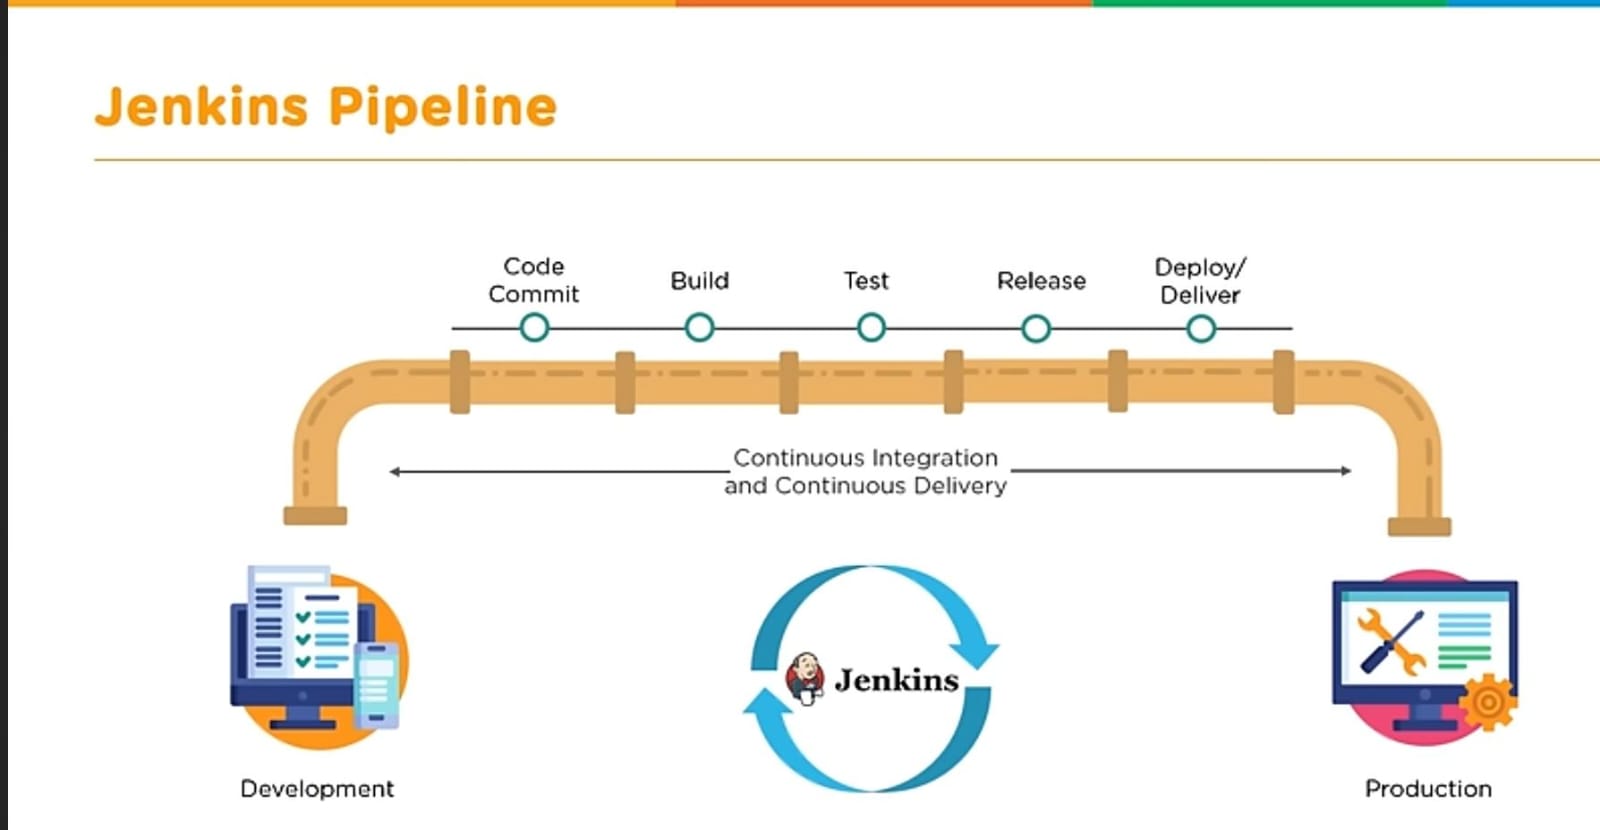 Jenkins Pipeline
Code
Commit
Build
Test
Release
Deploy/
Deliver
Continuous Integration
and Continuous Delivery
Jenkins
Development
Production